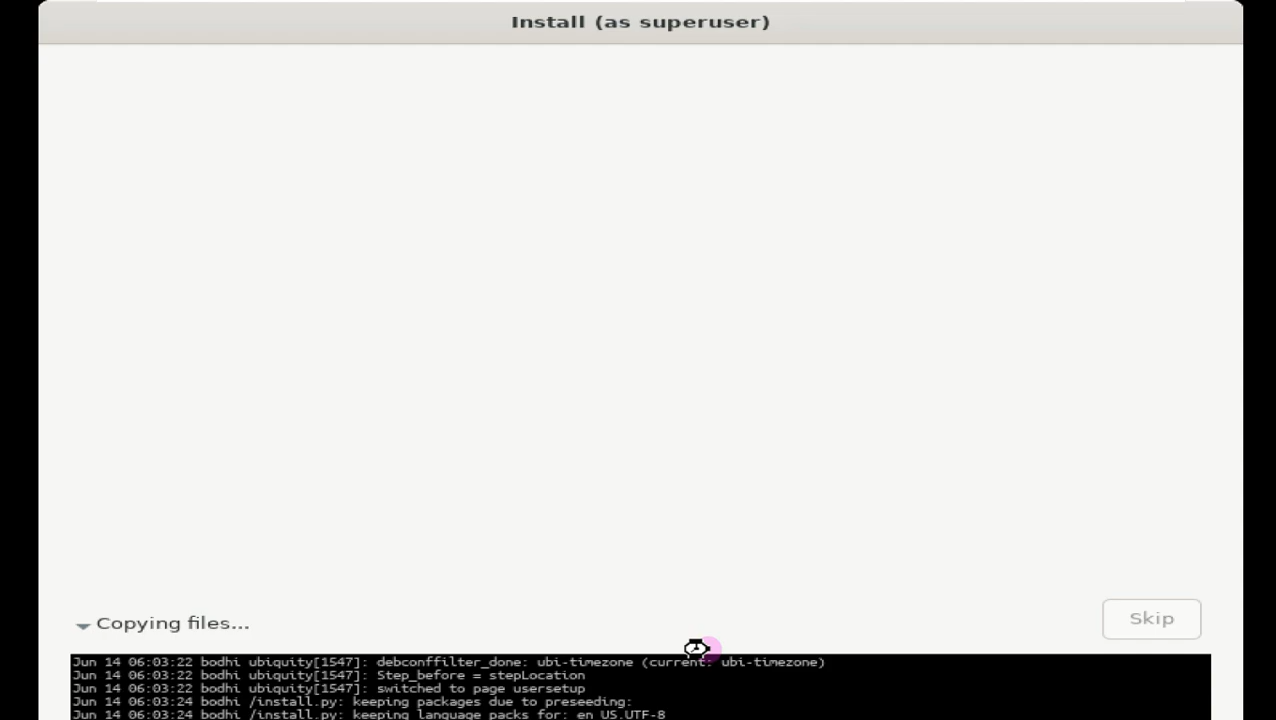 Install (as superuser)
Copying files...
Skip
Jun 14 06:03:22 bodhi ubiquity[1547]: debconffilter_done: ubi-timezone (current: ubi-timezone)
Jun 14 06:03:22 bodhi ubiquity[1547]: Step_before = stepLocation
Jun 14 06:03:22 bodhi ubiquity[1547]: switched to page usersetup
Jun 14 06:03:24 bodhi /install.py: keeping packages due to preseeding:
Jun 14 06:03:24 bodhi /install.py: keeping language packs for: en_US.UTF-8